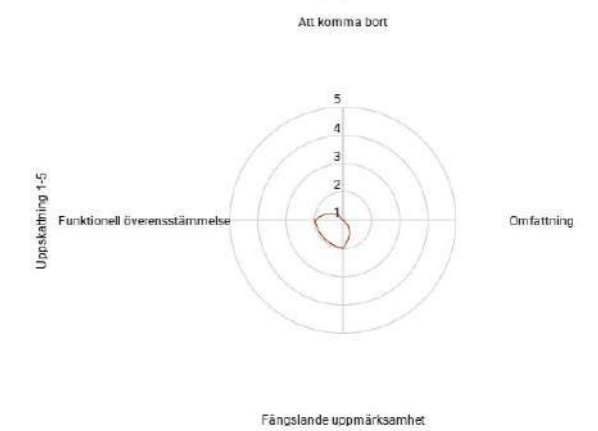 Att komma bort
5
4
3
2
1
Uppskattning 1-5
Funktionell överensstämmelse
Omfattning
Fängslande uppmärksamhet